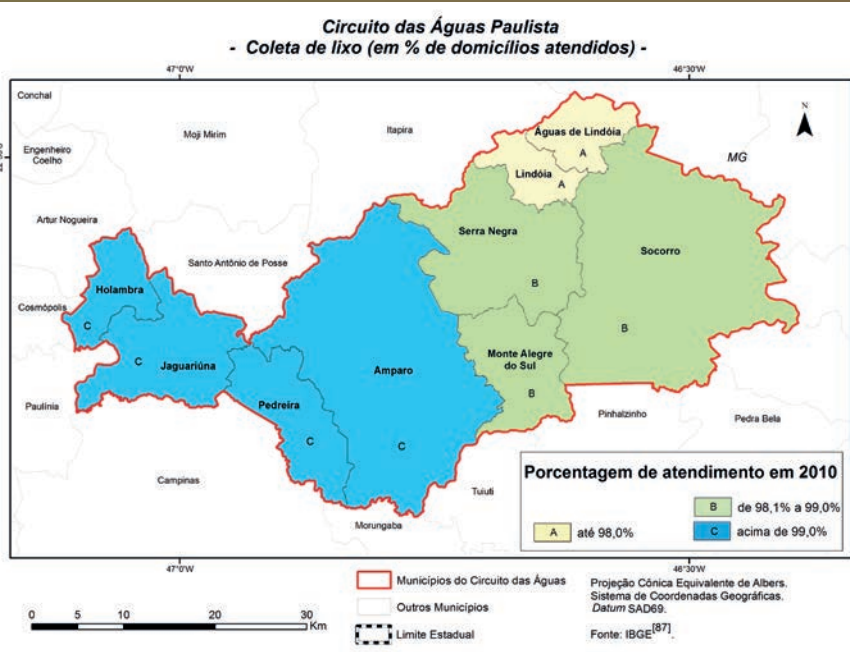 Circuito das Águas Paulista
- Coleta de lixo (em % de domicílios atendidos) -
47°0'W
46°30'W
Conchal
Moji Mirim
Itapira
N
Engenheiro
Coelho
Águas de Lindóia
A
MG
Lindóia
A
Artur Nogueira
Serra Negra
Socorro
Santo Antônio de Posse
Holambra
B
Cosmópolis
C
B
C
Jaguariúna
Monte Alegre
do Sul
Amparo
B
Paulínia
Pedreira
Pinhalzinho
Pedra Bela
C
C
Campinas
Tuiuti
Morungaba
Porcentagem de atendimento em 2010
B de 98,1% a 99,0%
A até 98,0%
C acima de 99,0%
47°0'W
46°30'W
Municípios do Circuito das Águas
Outros Municípios
Limite Estadual
Projeção Cônica Equivalente de Albers.
Sistema de Coordenadas Geográficas.
Datum SAD69.
Fonte: IBGE[87].
0 5 10 20 30
Km